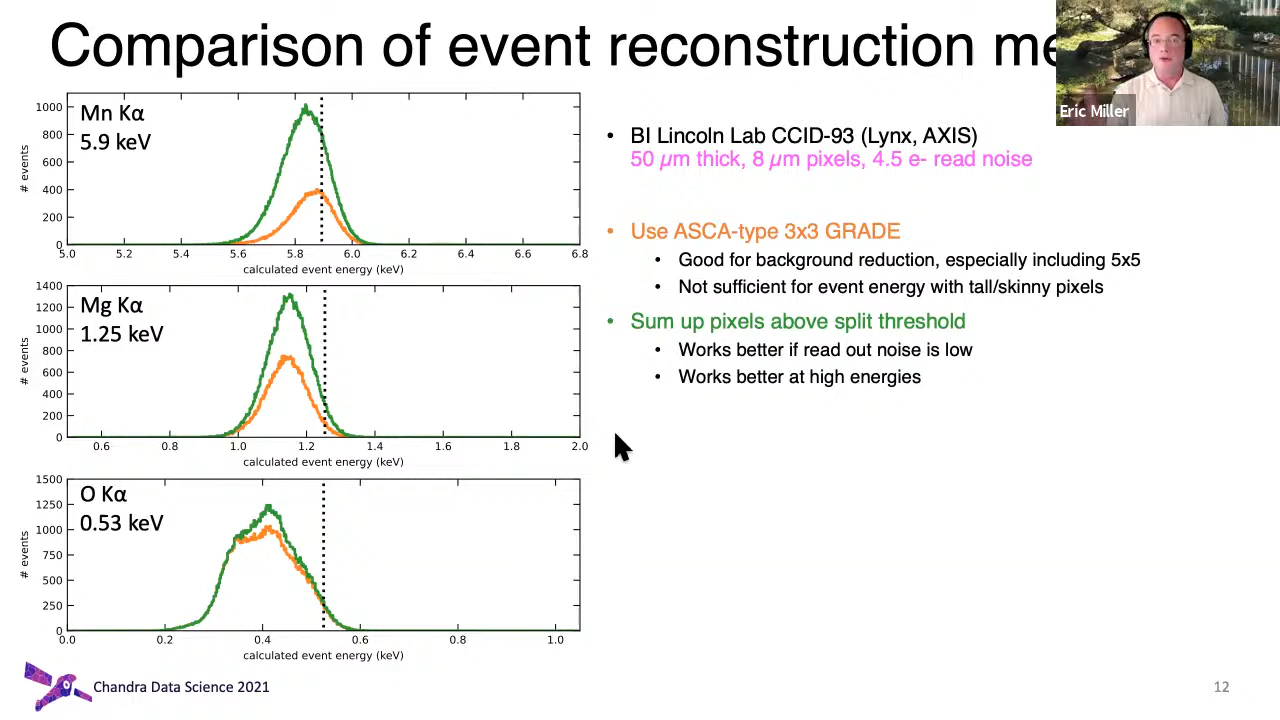 Comparison of event reconstruction me
Eric Miller
Mn Kα
5.9 keV
# events
1000
800
600
400
200
0
5.0 5.2 5.4 5.6 5.8 6.0 6.2 6.4 6.6 6.8
calculated event energy (keV)
Mg Kα
1.25 keV
# events
1400
1200
1000
800
600
400
200
0
0.6 0.8 1.0 1.2 1.4 1.6 1.8 2.0
calculated event energy (keV)
O Kα
0.53 keV
# events
1500
1250
1000
750
500
250
0
0.0 0.2 0.4 0.6 0.8 1.0
calculated event energy (keV)
• BI Lincoln Lab CCID-93 (Lynx, AXIS)
50 µm thick, 8 µm pixels, 4.5 e- read noise
• Use ASCA-type 3x3 GRADE
• Good for background reduction, especially including 5x5
• Not sufficient for event energy with tall/skinny pixels
• Sum up pixels above split threshold
• Works better if read out noise is low
• Works better at high energies
Chandra Data Science 2021
12